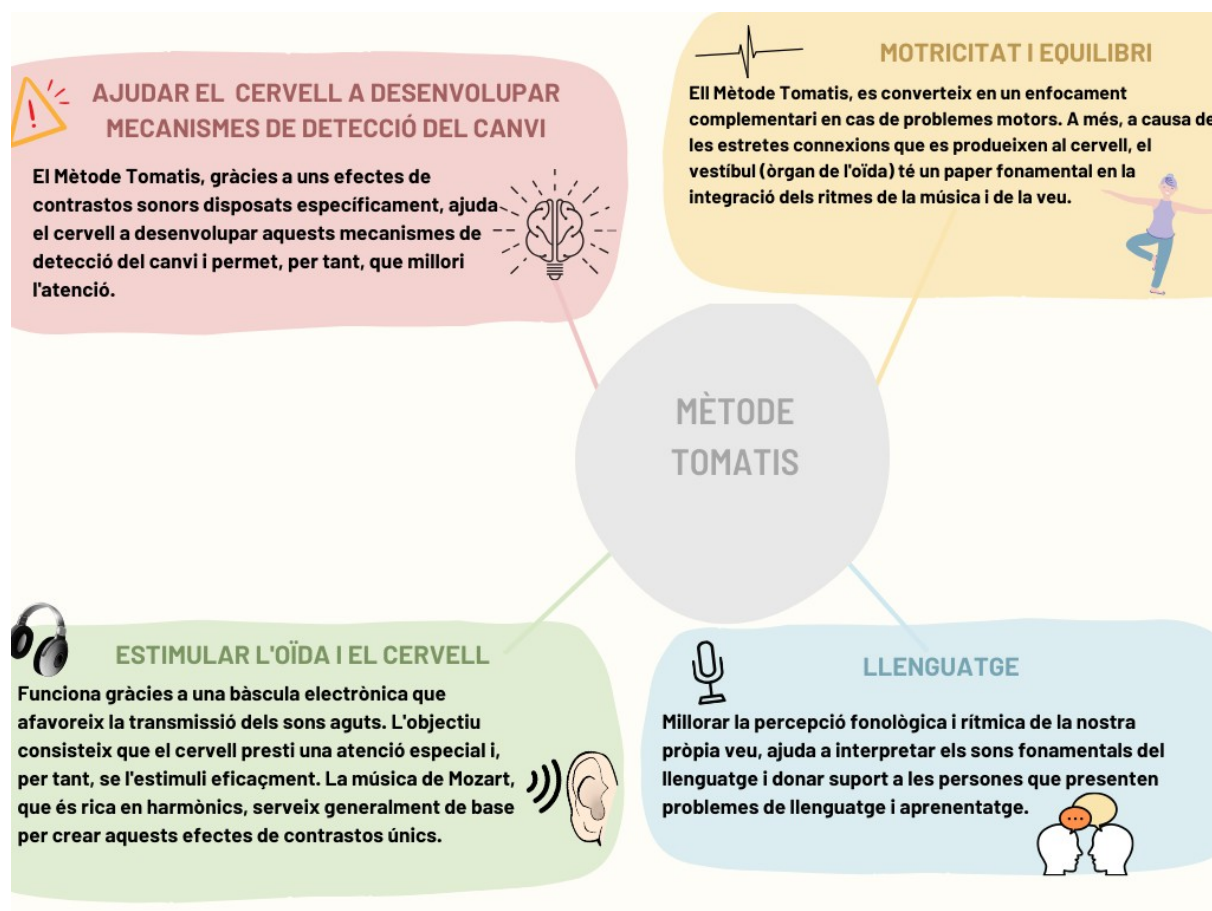 AJUDAR EL CERVELL A DESENVOLUPAR
MECANISMES DE DETECCIÓ DEL CANVI
El Mètode Tomatis, gràcies a uns efectes de
contrastos sonors disposats específicament, ajuda
el cervell a desenvolupar aquests mecanismes de
detecció del canvi i permet, per tant, que millori
l'atenció.
MOTRICITAT I EQUILIBRI
Ell Mètode Tomatis, es converteix en un enfocament
complementari en cas de problemes motors. A més, a causa de
les estretes connexions que es produeixen al cervell, el
vestíbul (òrgan de l'oïda) té un paper fonamental en la
integració dels ritmes de la música i de la veu.
MÈTODE
TOMATIS
ESTIMULAR L'OÏDA I EL CERVELL
Funciona gràcies a una bàscula electrònica que
afavoreix la transmissió dels sons aguts. L'objectiu
consisteix que el cervell presti una atenció especial i,
per tant, se l'estimuli eficaçment. La música de Mozart,
que és rica en harmònics, serveix generalment de base
per crear aquests efectes de contrastos únics.
LLENGUATGE
Millorar la percepció fonològica i rítmica de la nostra
pròpia veu, ajuda a interpretar els sons fonamentals del
llenguatge i donar suport a les persones que presenten
problemes de llenguatge i aprenentatge.